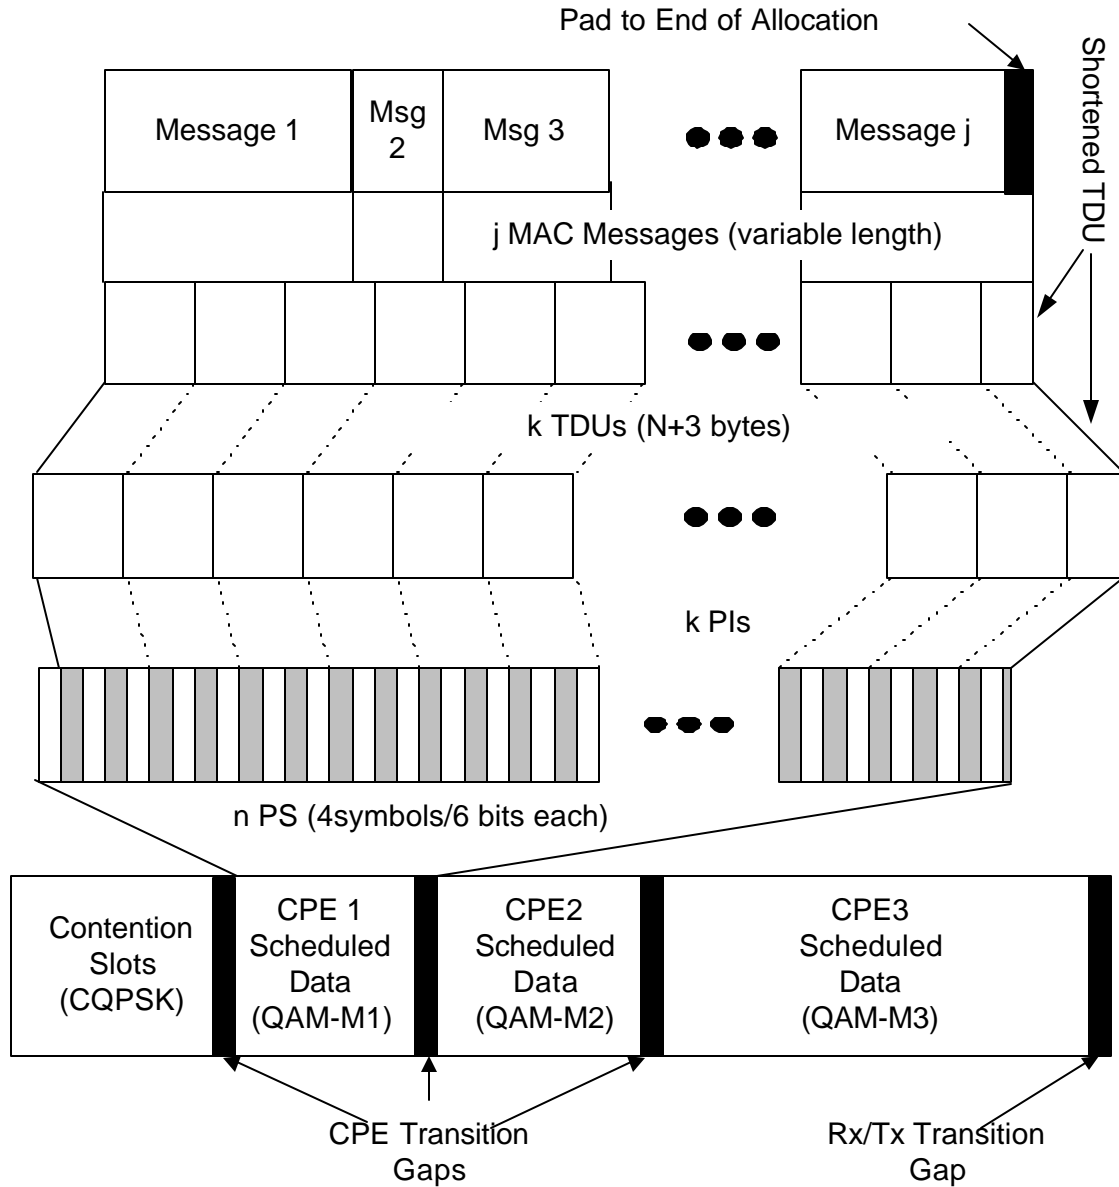 Pad to End of Allocation
Shortened TDU
Message 1
Msg
2
Msg 3
Message j
j MAC Messages (variable length)
k TDUs (N+3 bytes)
k PIs
n PS (4symbols/6 bits each)
Contention
Slots
(CQPSK)
CPE 1
Scheduled
Data
(QAM-M1)
CPE2
Scheduled
Data
(QAM-M2)
CPE3
Scheduled
Data
(QAM-M3)
CPE Transition
Gaps
Rx/Tx Transition
Gap